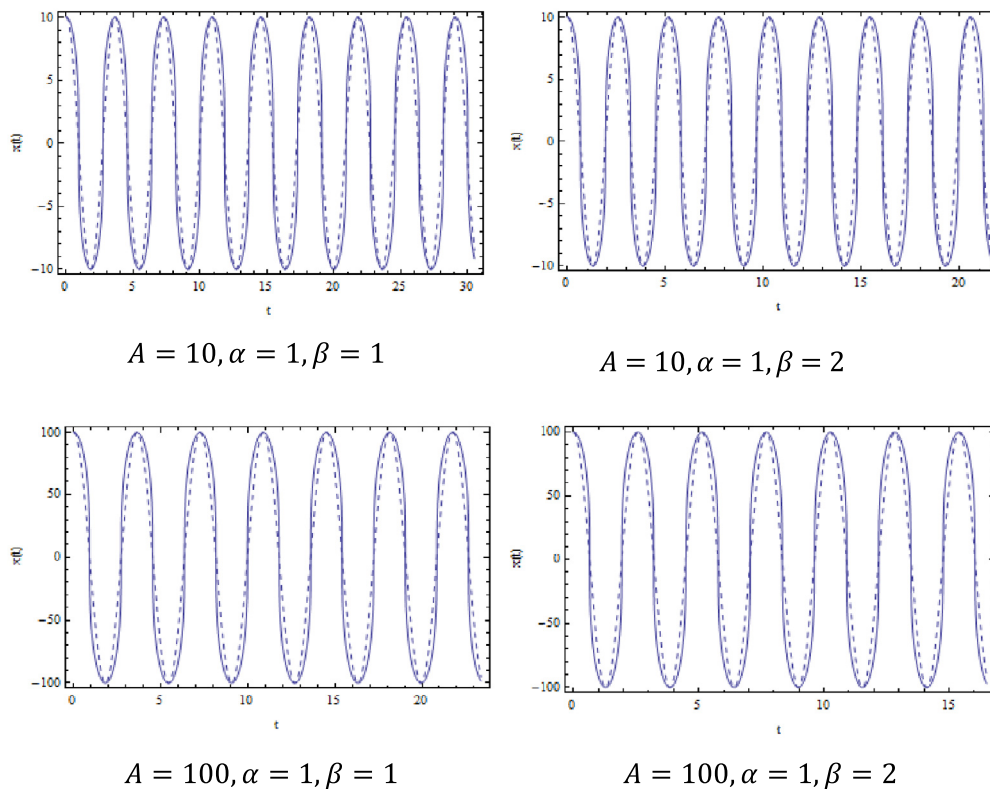 10
5
0
−5
−10
x(t)
0 5 10 15 20 25 30
t
A = 10, α = 1, β = 1
10
5
0
−5
−10
x(t)
0 5 10 15 20
t
A = 10, α = 1, β = 2
100
50
0
−50
−100
x(t)
0 5 10 15 20
t
A = 100, α = 1, β = 1
100
50
0
−50
−100
x(t)
0 5 10 15
t
A = 100, α = 1, β = 2